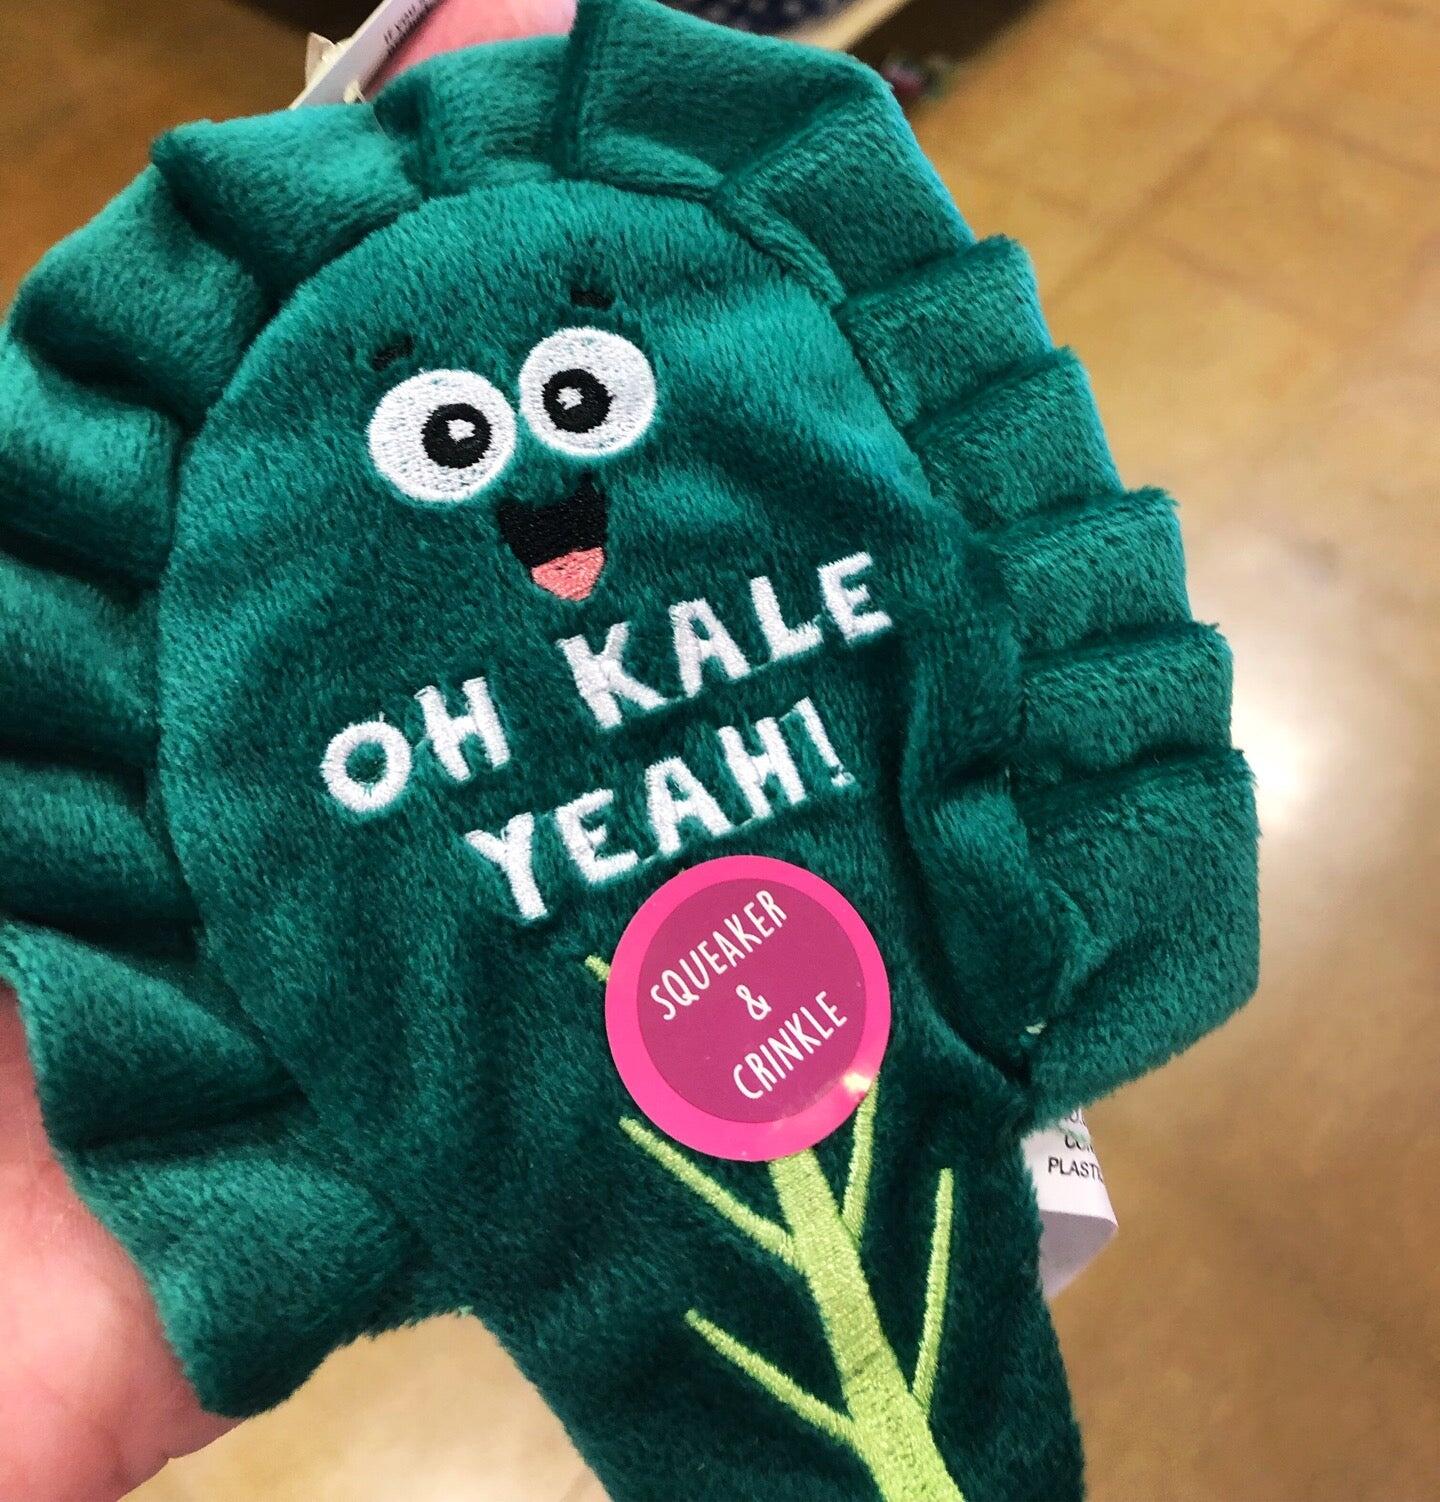 OH KALE
YEAH!
SQUEAKER
&
CRINKLE